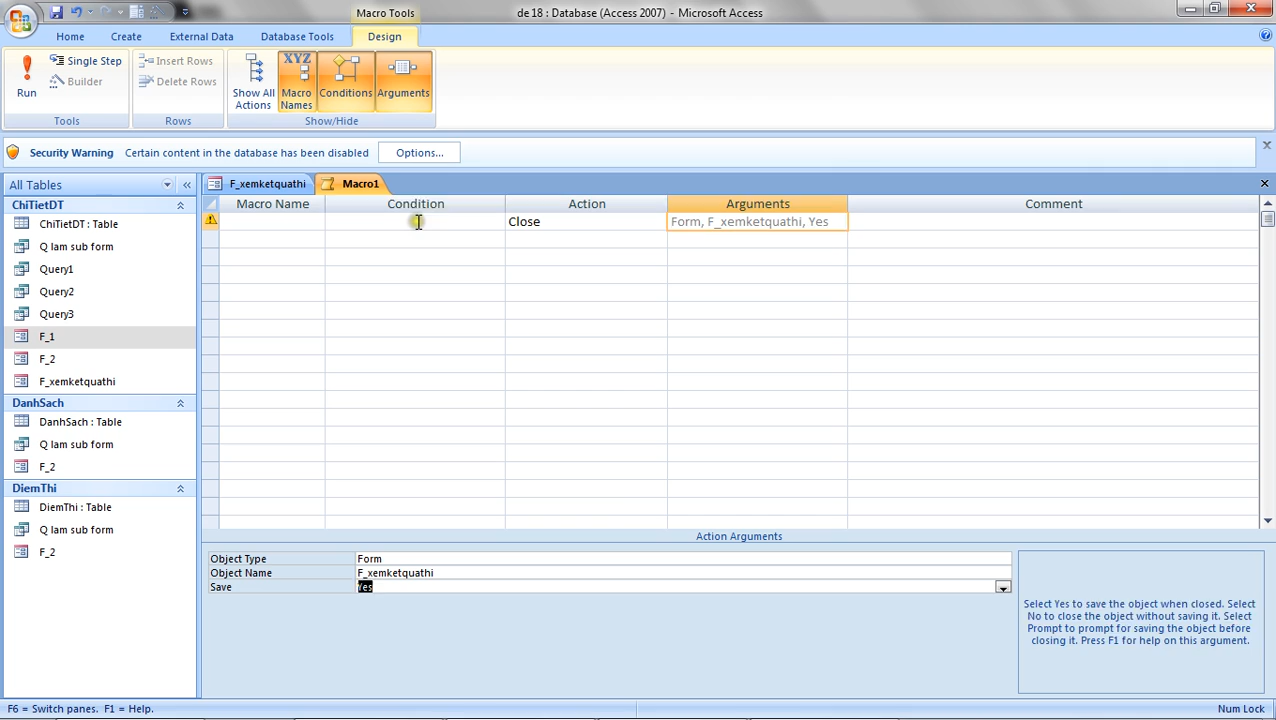 Macro Tools
de 18 : Database (Access 2007) - Microsoft Access
Home
Create
External Data
Database Tools
Design
Run
Single Step
Builder
Tools
Insert Rows
Delete Rows
Rows
Show All Actions
XYZ
Macro Names
Conditions
Arguments
Show/Hide
Security Warning
Certain content in the database has been disabled
Options...
All Tables
F_xemketquathi
Macro1
ChiTietDT
ChiTietDT : Table
Q lam sub form
Query1
Query2
Query3
F_1
F_2
F_xemketquathi
DanhSach
DanhSach : Table
Q lam sub form
F_2
DiemThi
DiemThi : Table
Q lam sub form
F_2
Macro Name
Condition
Action
Arguments
Comment
Close
Form, F_xemketquathi, Yes
Action Arguments
Object Type
Form
Object Name
F_xemketquathi
Save
Yes
Select Yes to save the object when closed. Select
No to close the object without saving it. Select
Prompt to prompt for saving the object before
closing it. Press F1 for help on this argument.
F6 = Switch panes. F1 = Help.
Num Lock